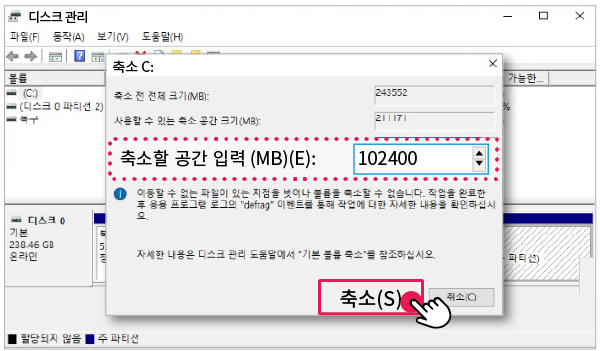 디스크 관리
파일(F) 동작(A) 보기(V) 도움말(H)
볼륨
가능한...
(C:)
(디스크 0 파티션 2)
%
복구
축소 C:
축소 전 전체 크기(MB):
243552
사용할 수 있는 축소 공간 크기(MB):
211171
축소할 공간 입력 (MB)(E):
102400
이동할 수 없는 파일이 있는 지점을 벗어나 볼륨을 축소할 수 없습니다. 작업을 완료한
후 응용 프로그램 로그의 "defrag" 이벤트를 통해 작업에 대한 자세한 내용을 확인하십시
오.
자세한 내용은 디스크 관리 도움말에서 "기본 볼륨 축소"를 참조하십시오.
축소(S)
취소(C)
디스크 0
기본
238.46 GB
온라인
파티션)
할당되지 않음 주 파티션